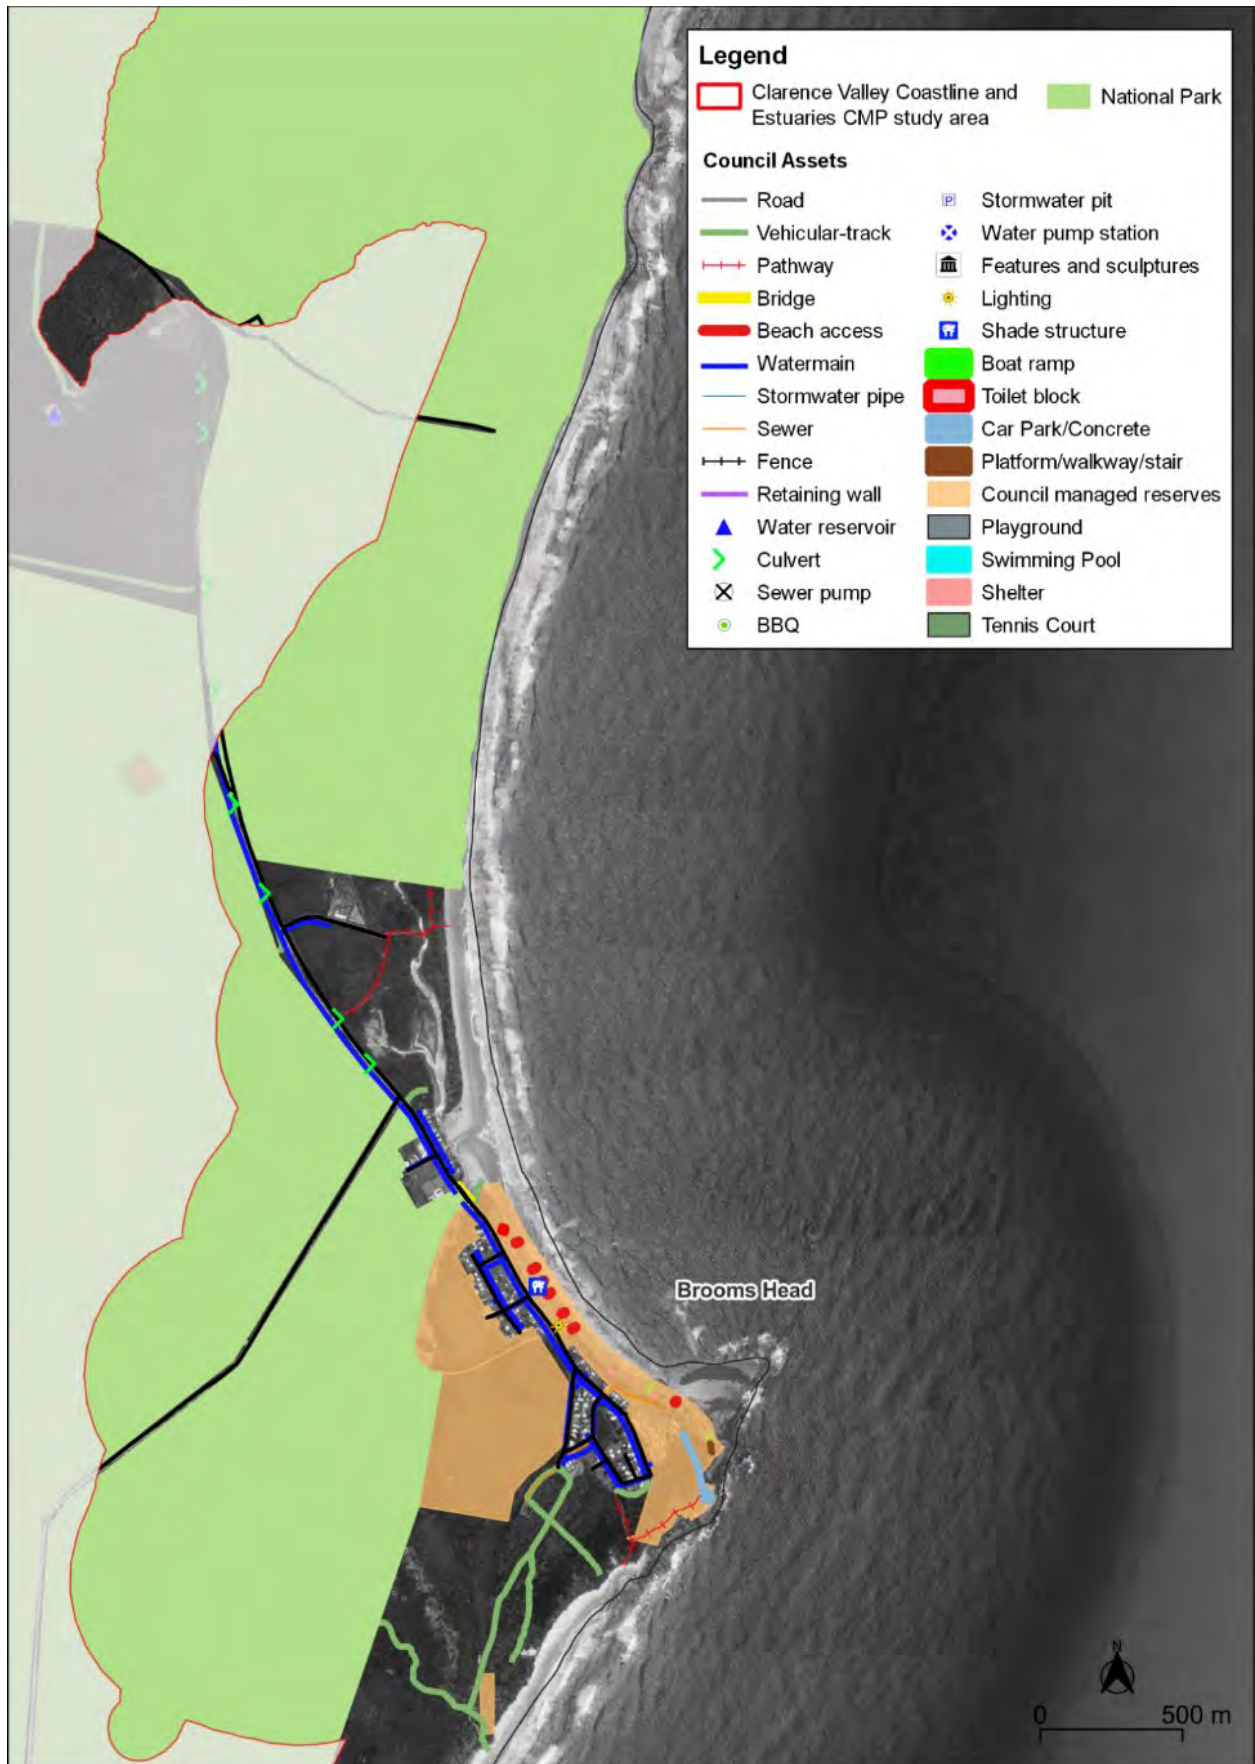 Legend
Clarence Valley Coastline and
Estuaries CMP study area
National Park
Council Assets
Road
Vehicular-track
Pathway
Bridge
Beach access
Watermain
Stormwater pipe
Sewer
Fence
Retaining wall
Water reservoir
Culvert
Sewer pump
BBQ
P Stormwater pit
Water pump station
Features and sculptures
Lighting
Shade structure
Boat ramp
Toilet block
Car Park/Concrete
Platform/walkway/stair
Council managed reserves
Playground
Swimming Pool
Shelter
Tennis Court
Brooms Head
N
0 500 m